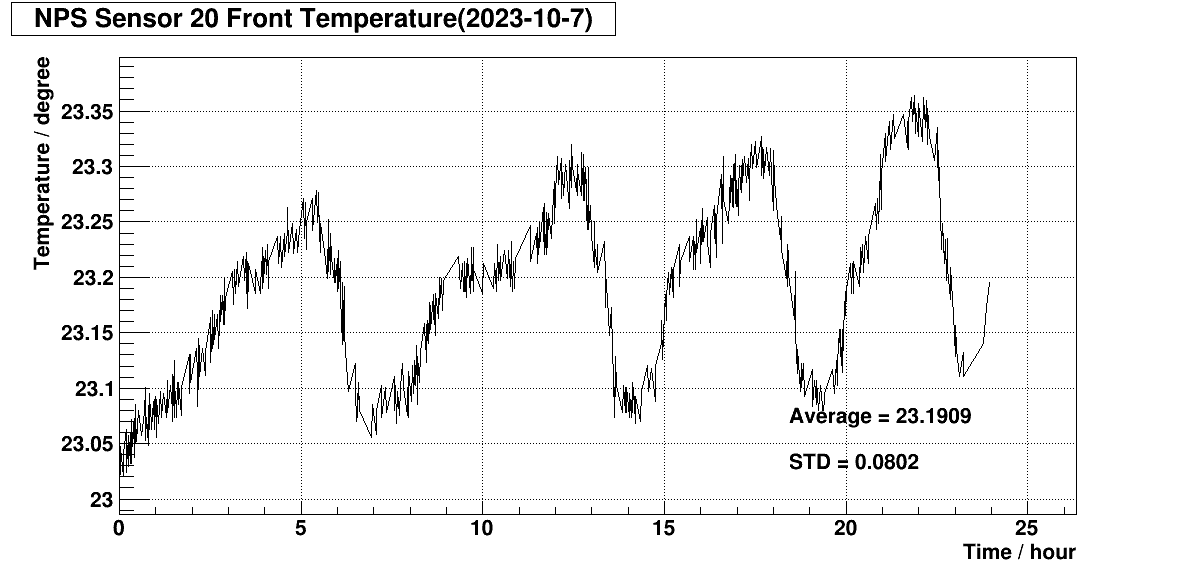 NPS Sensor 20 Front Temperature(2023-10-7)
Temperature / degree
23.35
23.3
23.25
23.2
23.15
23.1
23.05
23
Average = 23.1909
STD = 0.0802
0 5 10 15 20 25
Time / hour